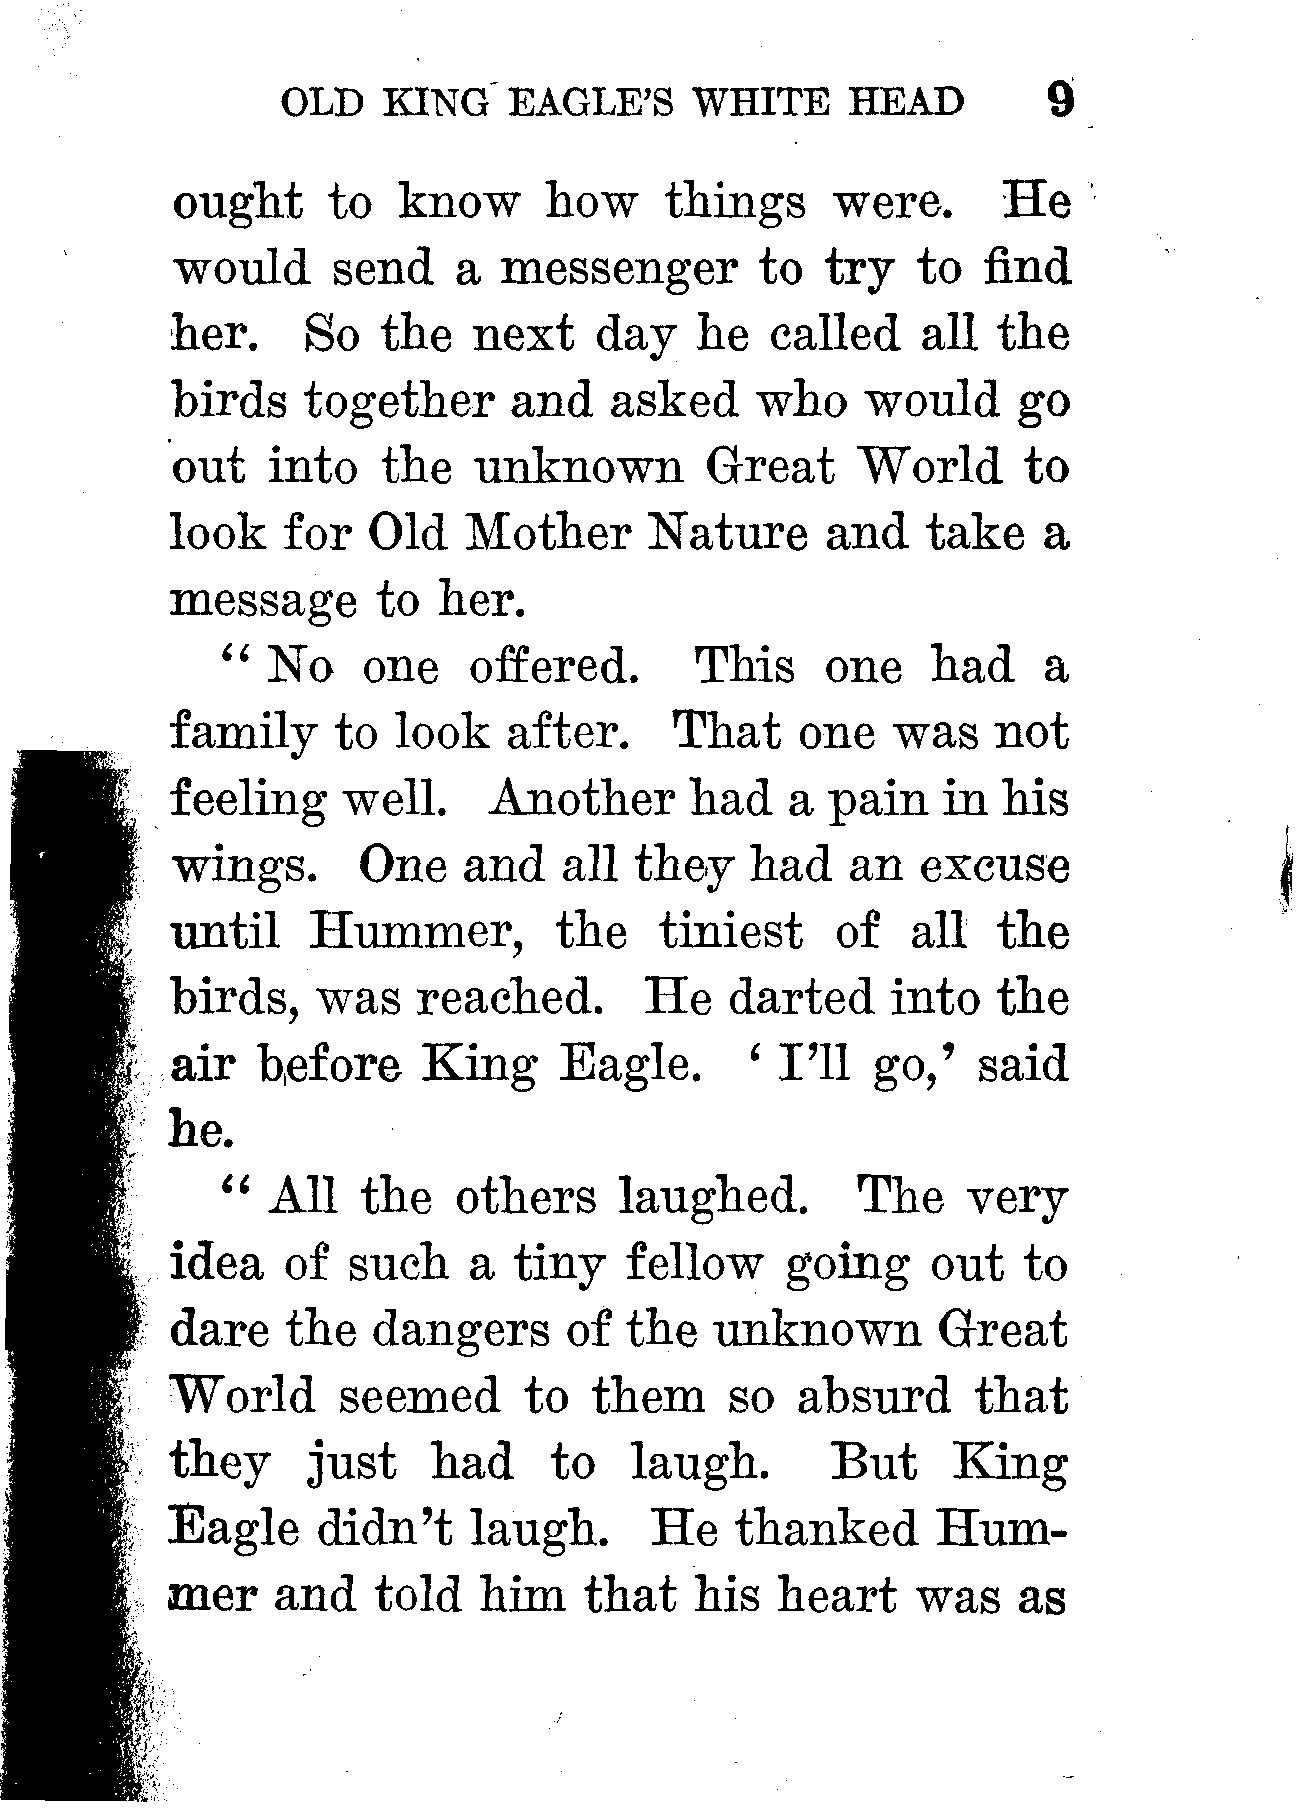 OLD KING EAGLE'S WHITE HEAD 9
ought to know how things were. He
would send a messenger to try to find
her. So the next day he called all the
birds together and asked who would go
out into the unknown Great World to
look for Old Mother Nature and take a
message to her.
“ No one offered. This one had a
family to look after. That one was not
feeling well. Another had a pain in his
wings. One and all they had an excuse
until Hummer, the tiniest of all the
birds, was reached. He darted into the
air before King Eagle. ‘ I’ll go,’ said
he.
“ All the others laughed. The very
idea of such a tiny fellow going out to
dare the dangers of the unknown Great
World seemed to them so absurd that
they just had to laugh. But King
Eagle didn’t laugh. He thanked Hum-
mer and told him that his heart was as